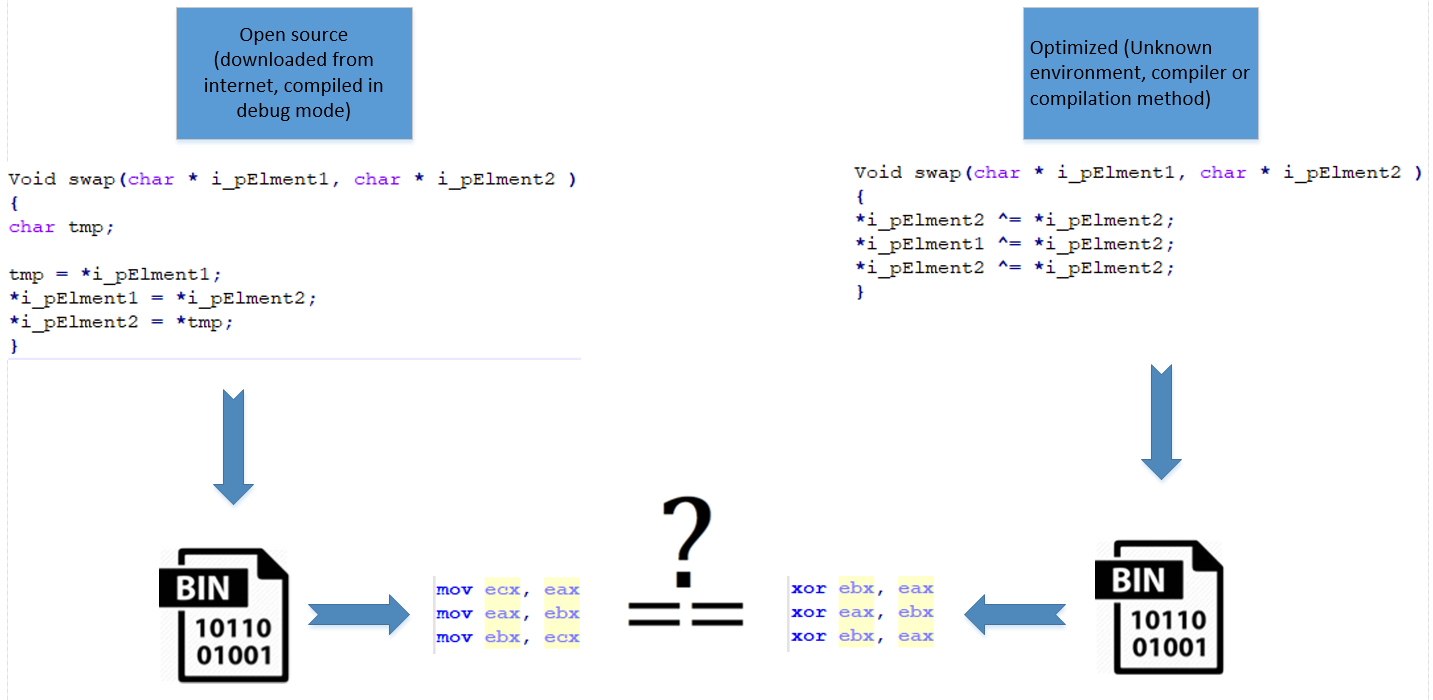 Open source
(downloaded from
internet, compiled in
debug mode)
Optimized (Unknown
environment, compiler or
compilation method)
Void swap(char * i_pElment1, char * i_pElment2 )
{
char tmp;
tmp = *i_pElment1;
*i_pElment1 = *i_pElment2;
*i_pElment2 = *tmp;
}
Void swap(char * i_pElment1, char * i_pElment2 )
{
*i_pElment2 ^= *i_pElment2;
*i_pElment1 ^= *i_pElment2;
*i_pElment2 ^= *i_pElment2;
}
BIN
10110
01001
mov ecx, eax
mov eax, ebx
mov ebx, ecx
?
==
xor ebx, eax
xor eax, ebx
xor ebx, eax
BIN
10110
01001